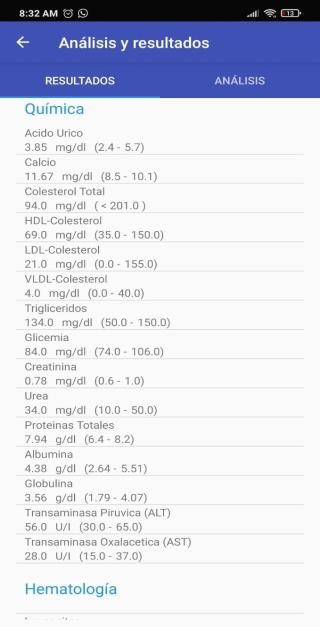 8:32 AM
13
Análisis y resultados
RESULTADOS
ANÁLISIS
Química
Acido Urico
3.85 mg/dl (2.4 - 5.7)
Calcio
11.67 mg/dl (8.5 - 10.1)
Colesterol Total
94.0 mg/dl ( < 201.0 )
HDL-Colesterol
69.0 mg/dl (35.0 - 150.0)
LDL-Colesterol
21.0 mg/dl (0.0 - 155.0)
VLDL-Colesterol
4.0 mg/dl (0.0 - 40.0)
Trigliceridos
134.0 mg/dl (50.0 - 150.0)
Glicemia
84.0 mg/dl (74.0 - 106.0)
Creatinina
0.78 mg/dl (0.6 - 1.0)
Urea
34.0 mg/dl (10.0 - 50.0)
Proteinas Totales
7.94 g/dl (6.4 - 8.2)
Albumina
4.38 g/dl (2.64 - 5.51)
Globulina
3.56 g/dl (1.79 - 4.07)
Transaminasa Piruvica (ALT)
56.0 U/I (30.0 - 65.0)
Transaminasa Oxalacetica (AST)
28.0 U/I (15.0 - 37.0)
Hematología